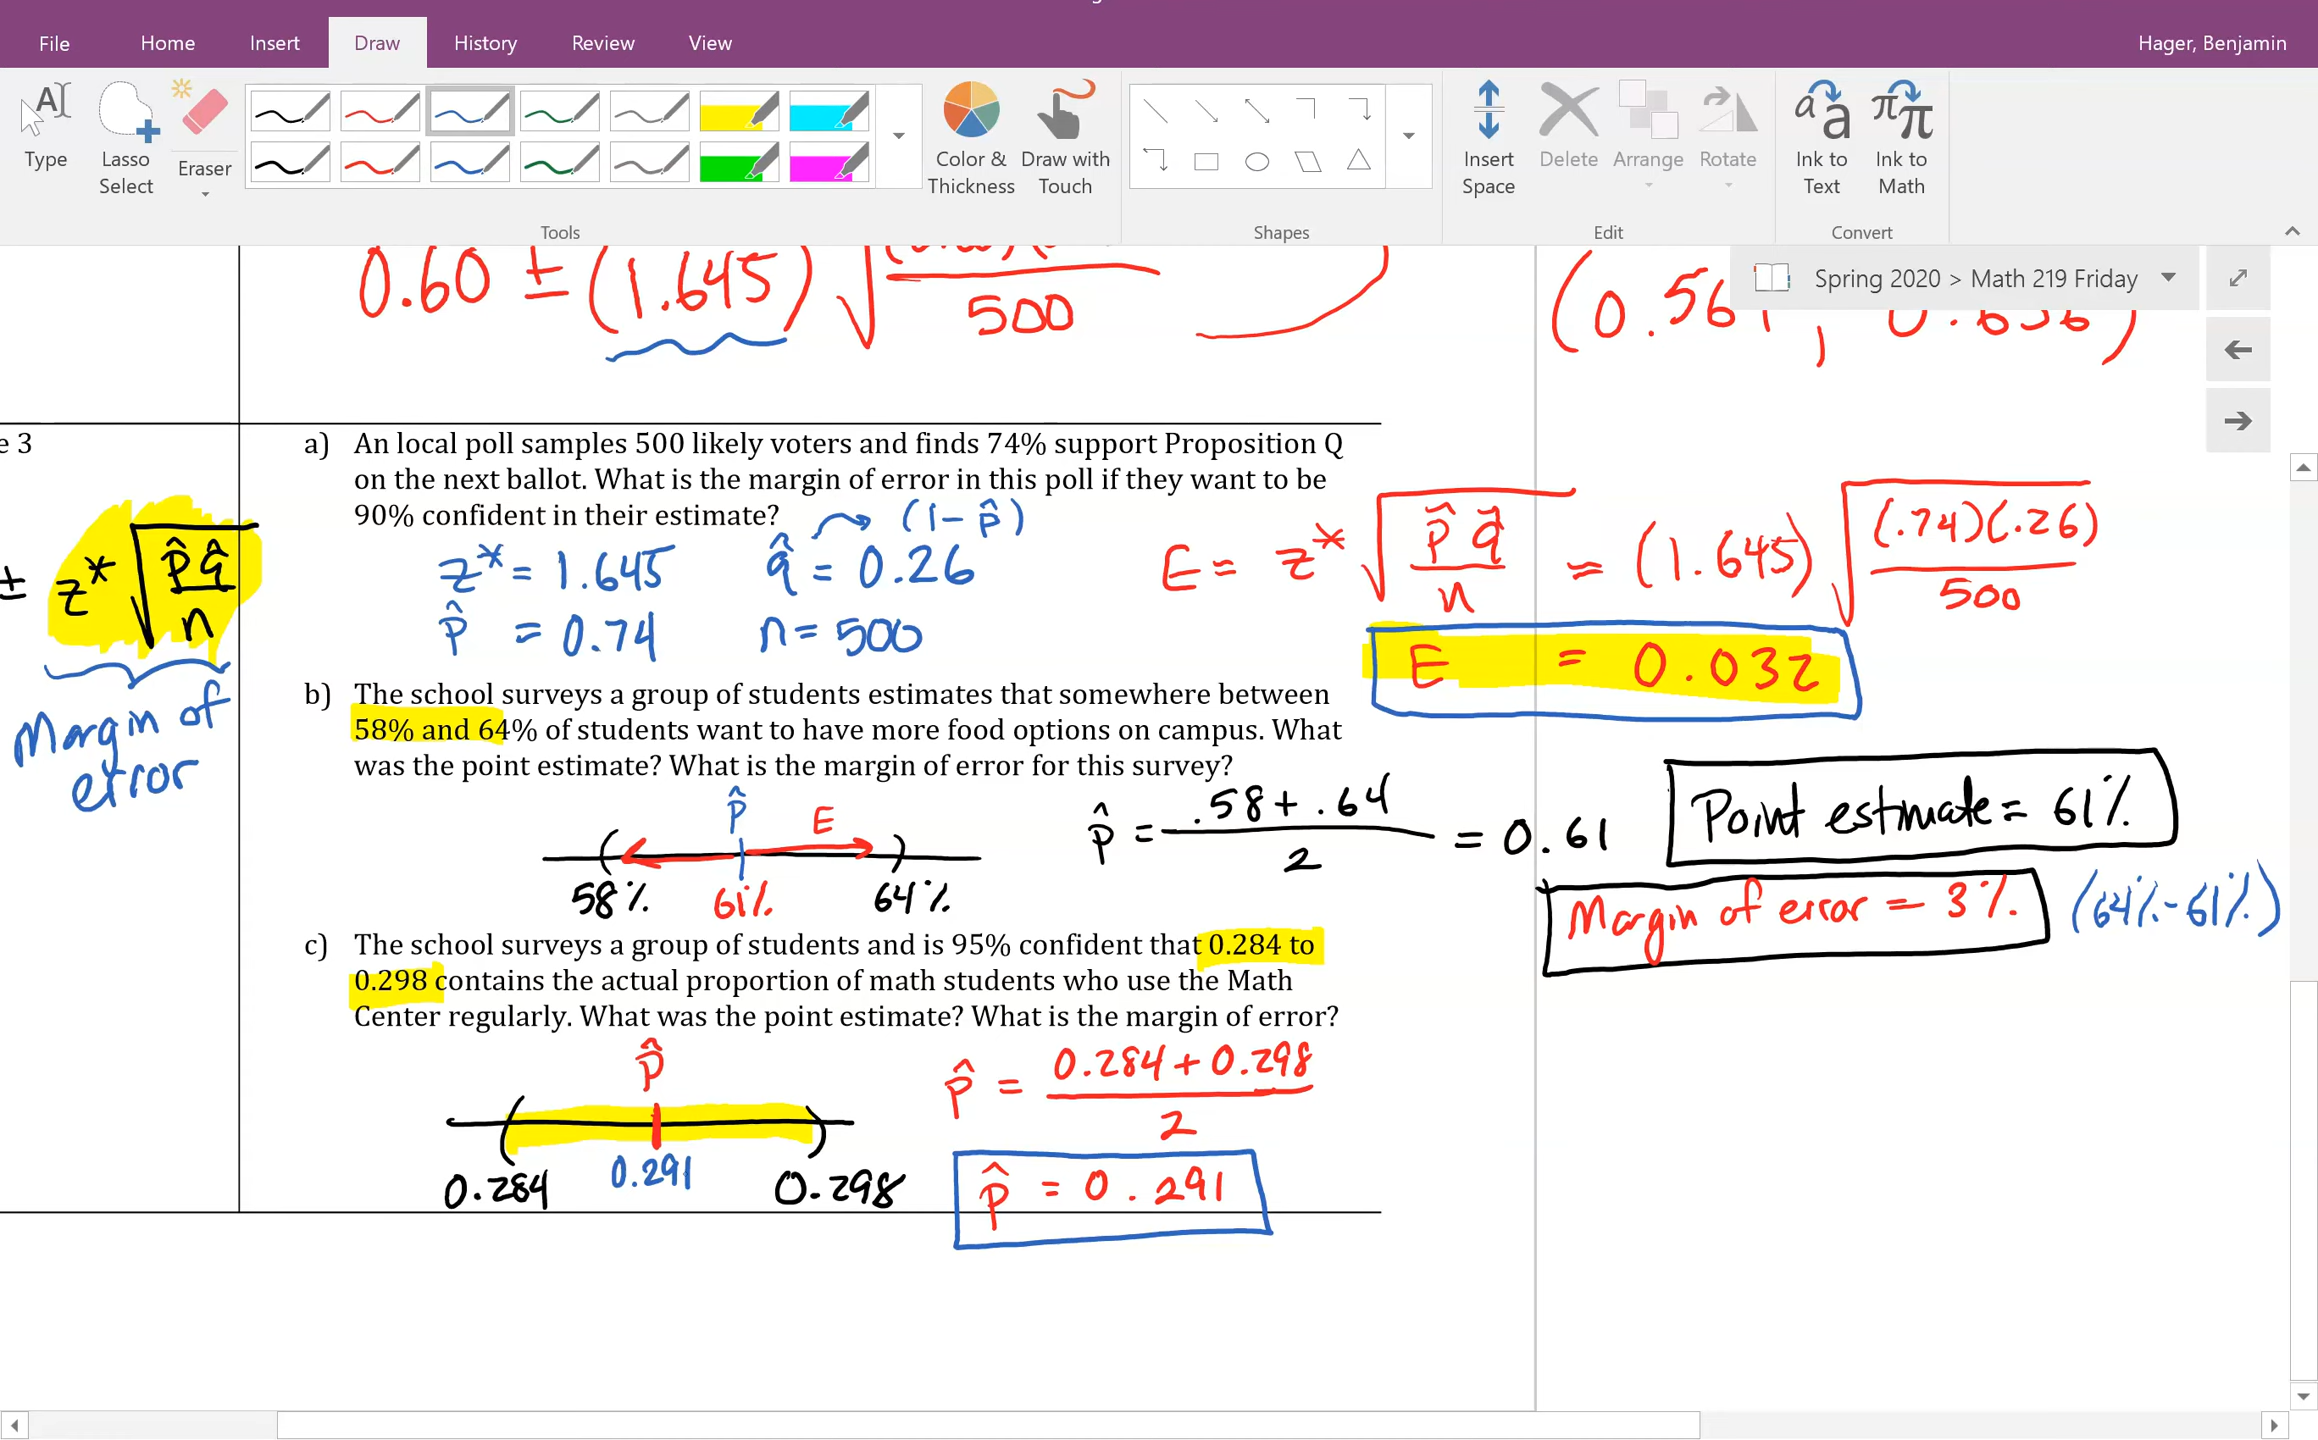 File Home Insert Draw History Review View Hager, Benjamin
Type Lasso Select Eraser Color & Thickness Draw with Touch Insert Space Delete Arrange Rotate Ink to Text Ink to Math
Tools Shapes Edit Convert
Spring 2020 > Math 219 Friday
0.60 ± (1.645) √ 500
e 3
a) An local poll samples 500 likely voters and finds 74% support Proposition Q
on the next ballot. What is the margin of error in this poll if they want to be
90% confident in their estimate? (1 - p̂)
z* = 1.645 q̂ = 0.26
p̂ = 0.74 n = 500
E = z* √(p̂ q̂ / n) = (1.645) √((.74)(.26) / 500)
E = 0.032
± z* √(p̂ q̂ / n)
Margin of
error
b) The school surveys a group of students estimates that somewhere between
58% and 64% of students want to have more food options on campus. What
was the point estimate? What is the margin of error for this survey?
p̂ E
58% 61% 64%
p̂ = .58 + .64 / 2 = 0.61
Point estimate = 61%
Margin of error = 3% (64% - 61%)
c) The school surveys a group of students and is 95% confident that 0.284 to
0.298 contains the actual proportion of math students who use the Math
Center regularly. What was the point estimate? What is the margin of error?
p̂
0.284 0.291 0.298
p̂ = 0.284 + 0.298 / 2
p̂ = 0.291